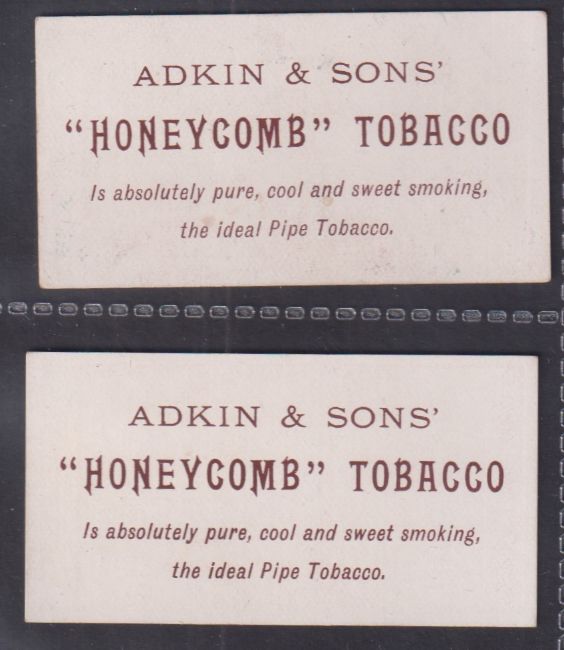 ADKIN & SONS'
“HONEYCOMB” TOBACCO
Is absolutely pure, cool and sweet smoking,
the ideal Pipe Tobacco.
ADKIN & SONS'
“HONEYCOMB” TOBACCO
Is absolutely pure, cool and sweet smoking,
the ideal Pipe Tobacco.